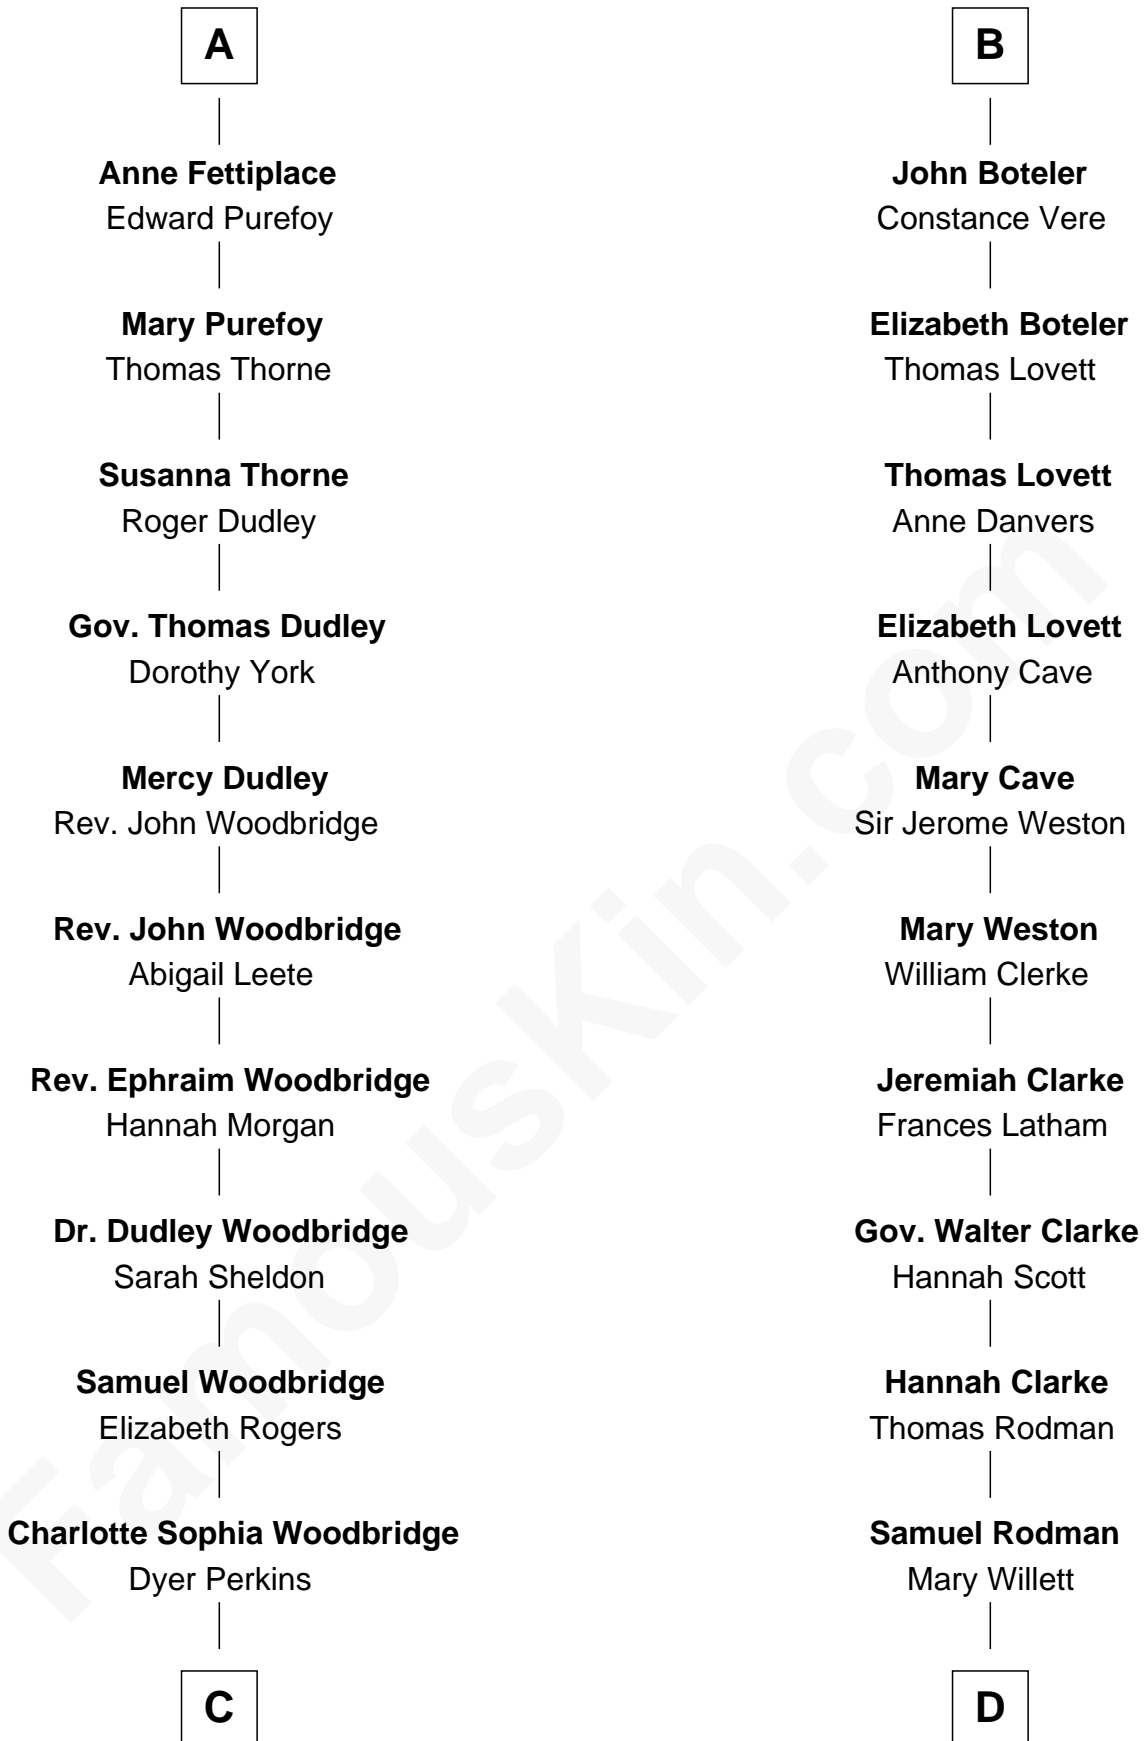 A
Anne Fettiplace
Edward Purefoy
Mary Purefoy
Thomas Thorne
Susanna Thorne
Roger Dudley
Gov. Thomas Dudley
Dorothy York
Mercy Dudley
Rev. John Woodbridge
Rev. John Woodbridge
Abigail Leete
Rev. Ephraim Woodbridge
Hannah Morgan
Dr. Dudley Woodbridge
Sarah Sheldon
Samuel Woodbridge
Elizabeth Rogers
Charlotte Sophia Woodbridge
Dyer Perkins
C
B
John Boteler
Constance Vere
Elizabeth Boteler
Thomas Lovett
Thomas Lovett
Anne Danvers
Elizabeth Lovett
Anthony Cave
Mary Cave
Sir Jerome Weston
Mary Weston
William Clerke
Jeremiah Clarke
Frances Latham
Gov. Walter Clarke
Hannah Scott
Hannah Clarke
Thomas Rodman
Samuel Rodman
Mary Willett
D
FamousKin.com